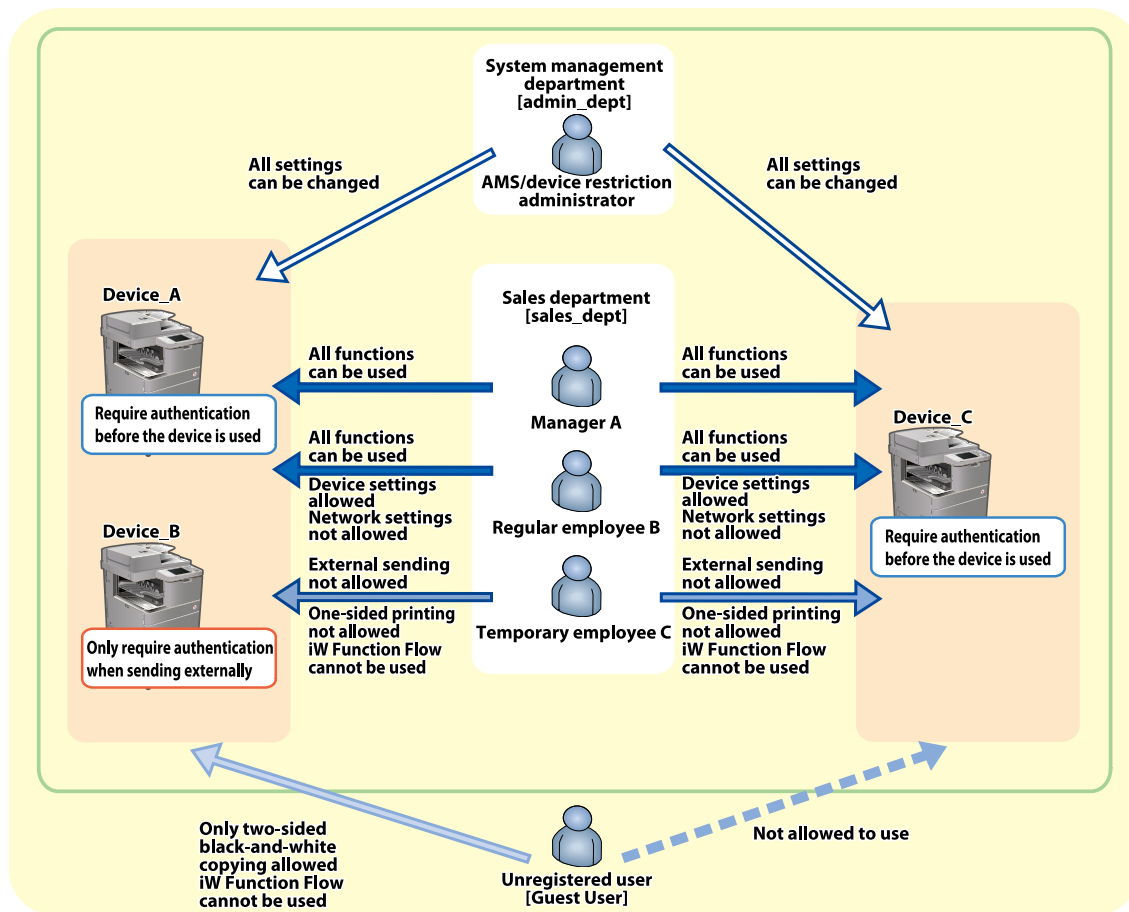 System management
department
[admin_dept]
AMS/device restriction
administrator
All settings
can be changed
All settings
can be changed
Device_A
Require authentication
before the device is used
Device_B
Only require authentication
when sending externally
All functions
can be used
All functions
can be used
Device settings
allowed
Network settings
not allowed
External sending
not allowed
One-sided printing
not allowed
iW Function Flow
cannot be used
Sales department
[sales_dept]
Manager A
Regular employee B
Temporary employee C
All functions
can be used
All functions
can be used
Device settings
allowed
Network settings
not allowed
External sending
not allowed
One-sided printing
not allowed
iW Function Flow
cannot be used
Device_C
Require authentication
before the device is used
Only two-sided
black-and-white
copying allowed
iW Function Flow
cannot be used
Unregistered user
[Guest User]
Not allowed to use